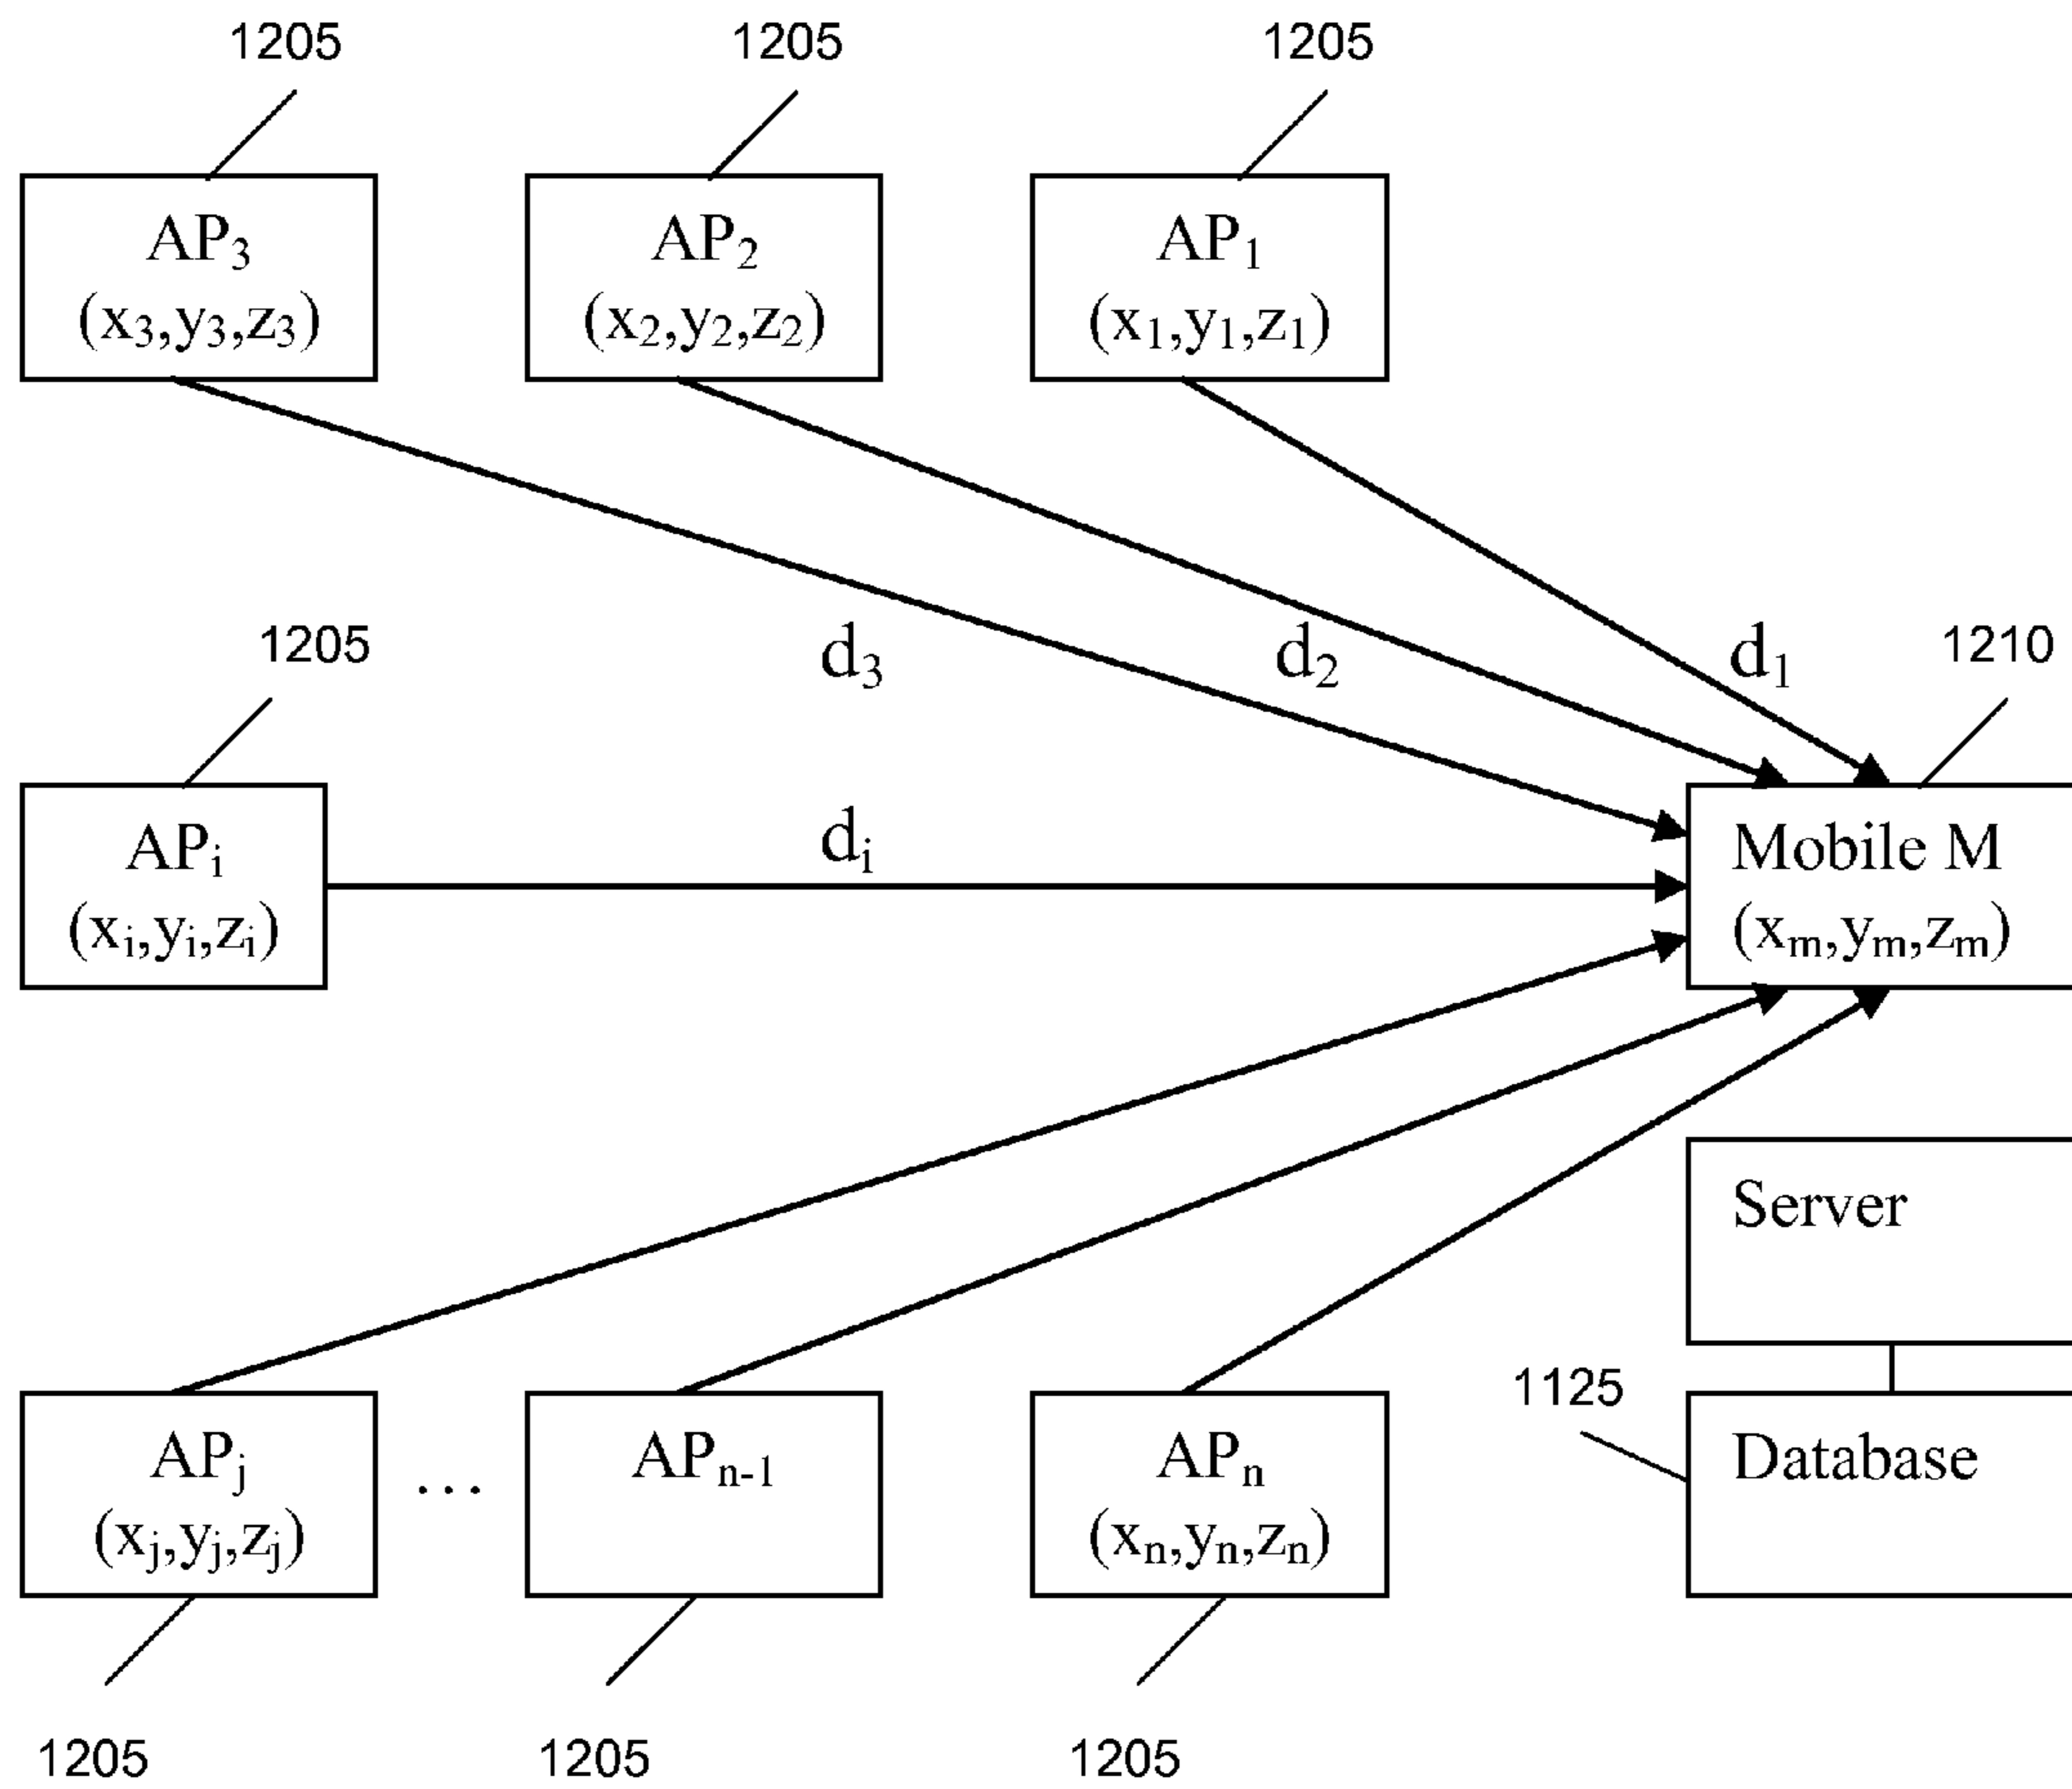 1205 1205 1205
AP₃ AP₂ AP₁
(x₃,y₃,z₃) (x₂,y₂,z₂) (x₁,y₁,z₁)
1205 d₃ d₂ d₁ 1210
APᵢ dᵢ Mobile M
(xᵢ,yᵢ,zᵢ) (xₘ,yₘ,zₘ)
Server
1125
APⱼ ... APₙ₋₁ APₙ Database
(xⱼ,yⱼ,zⱼ) (xₙ,yₙ,zₙ)
1205 1205 1205